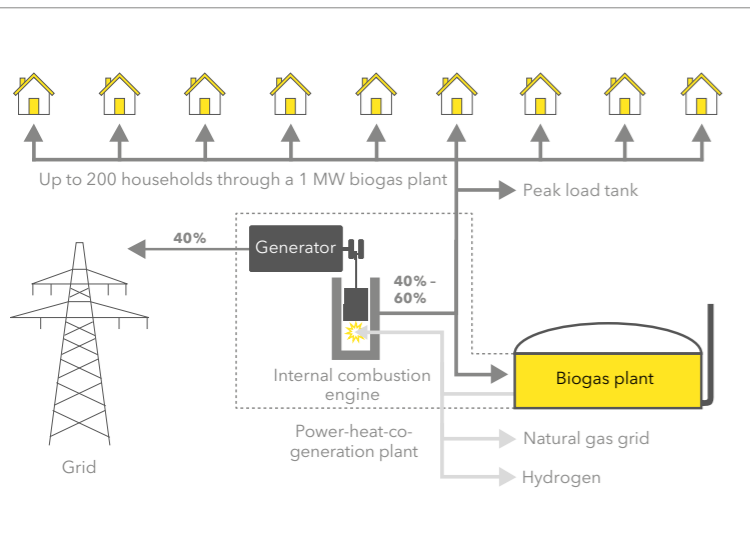 Up to 200 households through a 1 MW biogas plant
Peak load tank
40%
Generator
40% –
60%
Biogas plant
Internal combustion
engine
Power-heat-co-
generation plant
Natural gas grid
Grid
Hydrogen